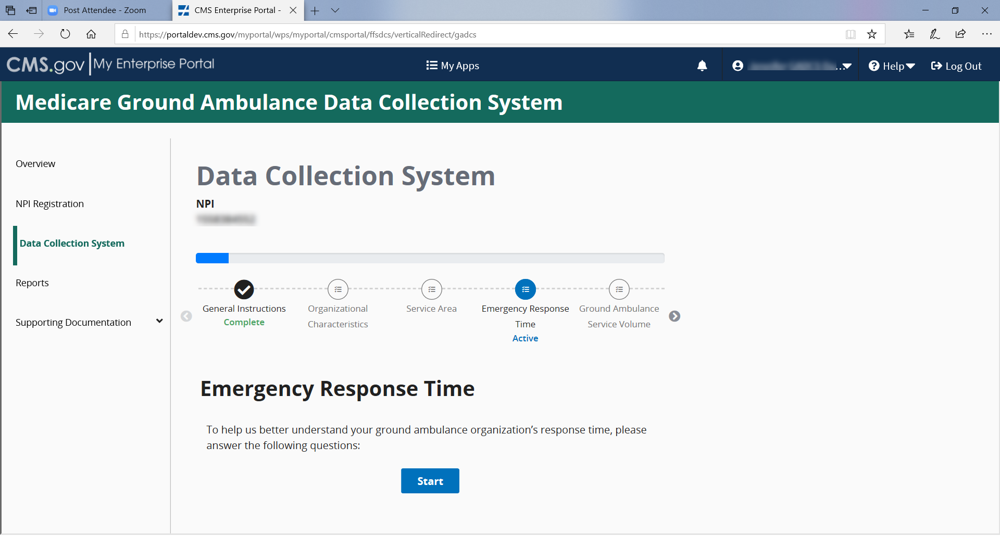 Post Attendee - Zoom
CMS Enterprise Portal -
https://portaldev.cms.gov/myportal/wps/myportal/cmsportal/ffsdcs/verticalRedirect/gadcs
CMS.gov My Enterprise Portal
My Apps
Help
Log Out
Medicare Ground Ambulance Data Collection System
Overview
NPI Registration
Data Collection System
Reports
Supporting Documentation
Data Collection System
NPI
General Instructions
Complete
Organizational
Characteristics
Service Area
Emergency Response
Time
Active
Ground Ambulance
Service Volume
Emergency Response Time
To help us better understand your ground ambulance organization’s response time, please
answer the following questions:
Start